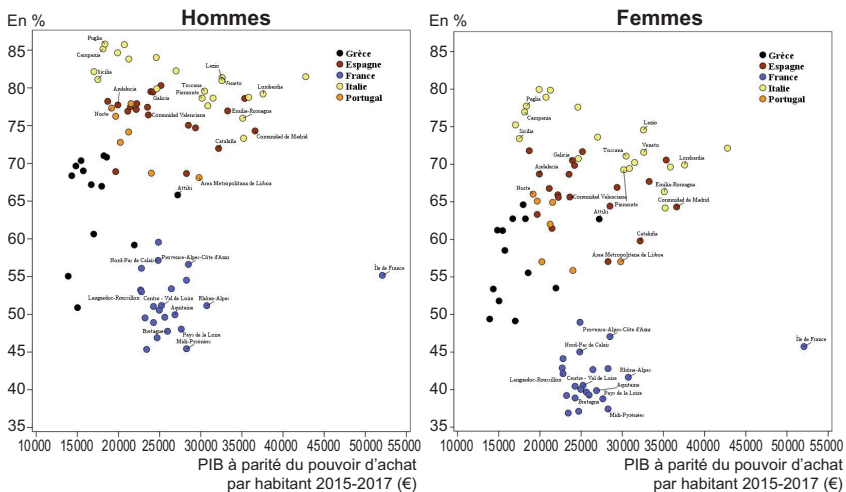 En %
Hommes
85
80
75
70
65
60
55
50
45
40
35
10000 15000 20000 25000 30000 35000 40000 45000 50000 55000
PIB à parité du pouvoir d'achat
par habitant 2015-2017 (€)
Grèce
Espagne
France
Italie
Portugal
Puglia
Campania
Sicilia
Andalucia
Galicia
Toscana
Piemonte
Lazio
Veneto
Lombardia
Norte
Comunidad Valenciana
Emilia-Romagna
Cataluña
Comunidad de Madrid
Attiki
Área Metropolitana de Lisboa
Nord-Pas de Calais
Provence-Alpes-Côte d'Azur
Île de France
Languedoc-Roussillon
Centre - Val de Loire
Rhône-Alpes
Aquitaine
Bretagne
Pays de la Loire
Midi-Pyrénées
En %
Femmes
85
80
75
70
65
60
55
50
45
40
35
10000 15000 20000 25000 30000 35000 40000 45000 50000 55000
PIB à parité du pouvoir d'achat
par habitant 2015-2017 (€)
Grèce
Espagne
France
Italie
Portugal
Puglia
Campania
Sicilia
Lazio
Toscana
Veneto
Galicia
Andalucia
Lombardia
Norte
Comunidad Valenciana
Emilia-Romagna
Piemonte
Comunidad de Madrid
Attiki
Cataluña
Área Metropolitana de Lisboa
Provence-Alpes-Côte d'Azur
Nord-Pas de Calais
Île de France
Languedoc-Roussillon
Centre - Val de Loire
Rhône-Alpes
Aquitaine
Pays de la Loire
Bretagne
Midi-Pyrénées